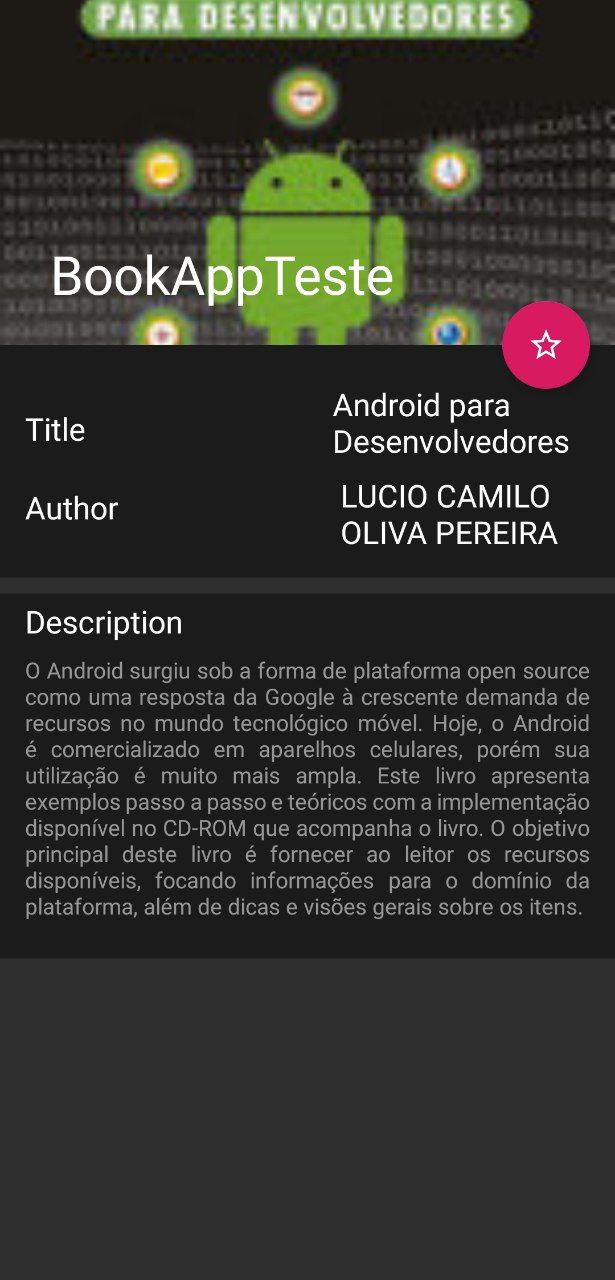 PARA DESENVOLVEDORES
BookAppTeste
Title
Android para
Desenvolvedores
Author
LUCIO CAMILO
OLIVA PEREIRA
Description
O Android surgiu sob a forma de plataforma open source
como uma resposta da Google à crescente demanda de
recursos no mundo tecnológico móvel. Hoje, o Android
é comercializado em aparelhos celulares, porém sua
utilização é muito mais ampla. Este livro apresenta
exemplos passo a passo e teóricos com a implementação
disponível no CD-ROM que acompanha o livro. O objetivo
principal deste livro é fornecer ao leitor os recursos
disponíveis, focando informações para o domínio da
plataforma, além de dicas e visões gerais sobre os itens.